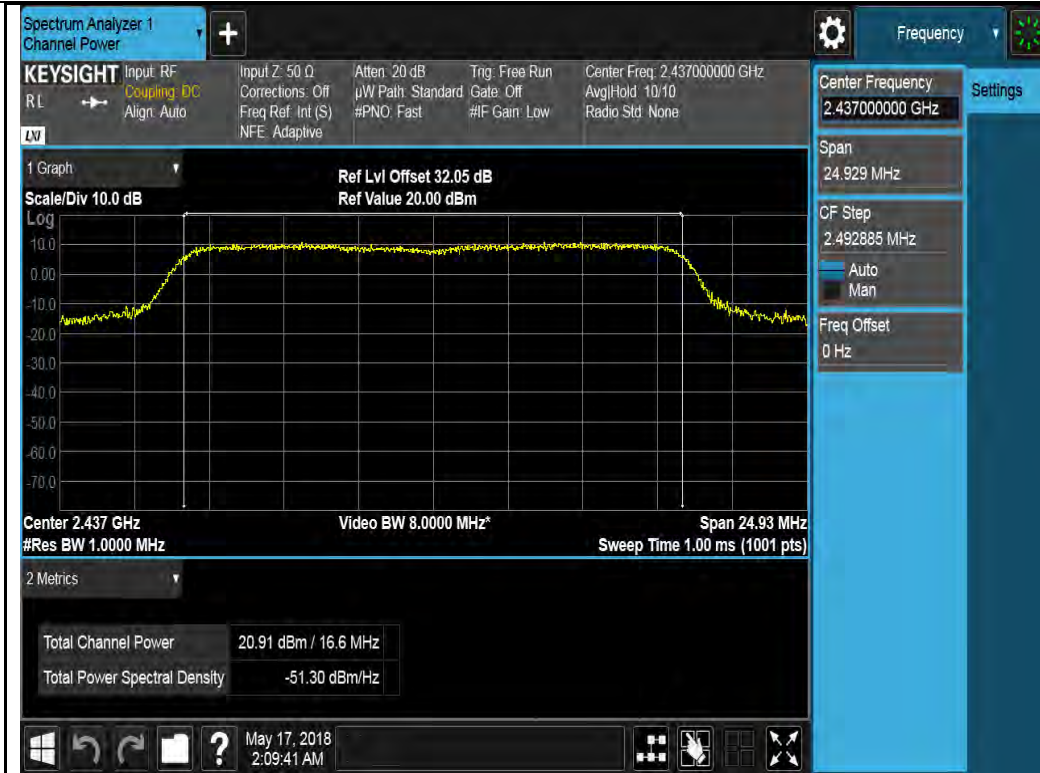 Spectrum Analyzer 1
Channel Power
+
Frequency
KEYSIGHT
R L
LXI
Input: RF
Coupling: DC
Align: Auto
Input Z: 50 Ω
Corrections: Off
Freq Ref: Int (S)
NFE: Adaptive
Atten: 20 dB
µW Path: Standard
#PNO: Fast
Trig: Free Run
Gate: Off
#IF Gain: Low
Center Freq: 2.437000000 GHz
Avg|Hold: 10/10
Radio Std: None
Center Frequency
2.437000000 GHz
Settings
Span
24.929 MHz
CF Step
2.492885 MHz
Auto
Man
Freq Offset
0 Hz
1 Graph
Scale/Div 10.0 dB
Ref Lvl Offset 32.05 dB
Ref Value 20.00 dBm
Log
10.0
0.00
-10.0
-20.0
-30.0
-40.0
-50.0
-60.0
-70.0
Center 2.437 GHz
#Res BW 1.0000 MHz
Video BW 8.0000 MHz*
Span 24.93 MHz
Sweep Time 1.00 ms (1001 pts)
2 Metrics
Total Channel Power 20.91 dBm / 16.6 MHz
Total Power Spectral Density -51.30 dBm/Hz
?
May 17, 2018
2:09:41 AM